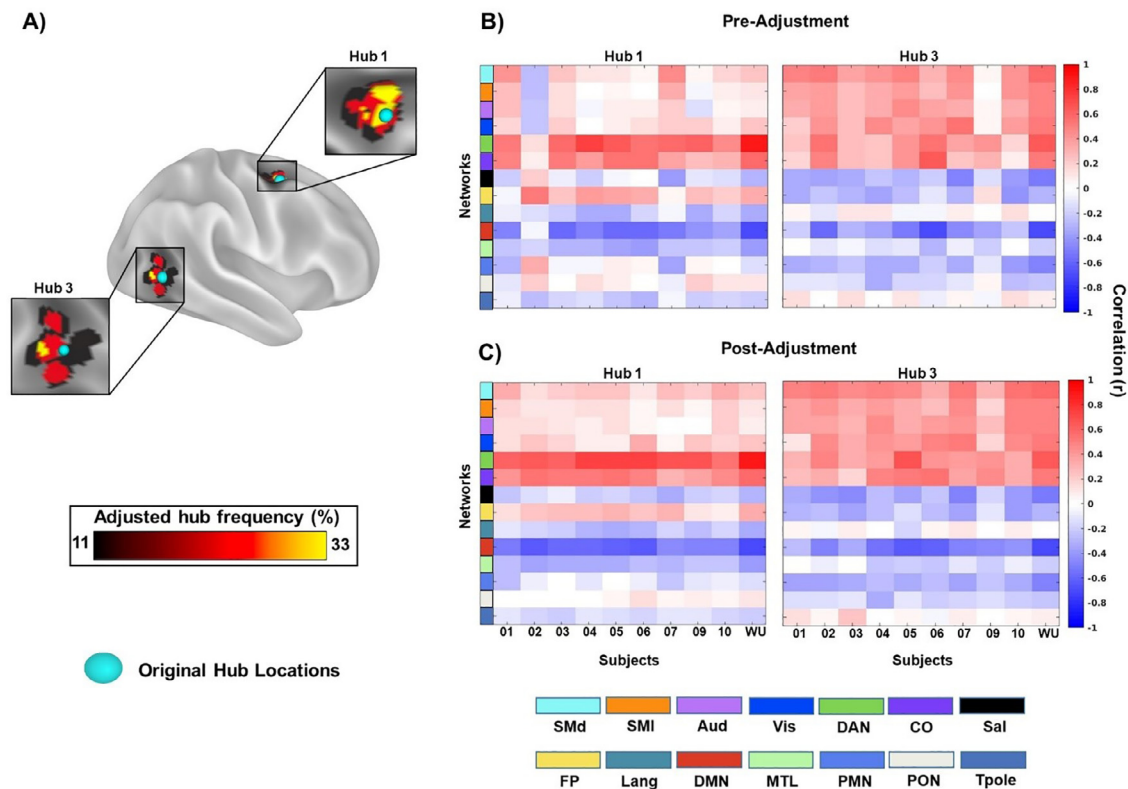 A)
Hub 1
Hub 3
Adjusted hub frequency (%)
11
33
Original Hub Locations
B)
Pre-Adjustment
Hub 1
Hub 3
Networks
1
0.8
0.6
0.4
0.2
0
-0.2
-0.4
-0.6
-0.8
-1
Correlation (r)
C)
Post-Adjustment
Hub 1
Hub 3
Networks
1
0.8
0.6
0.4
0.2
0
-0.2
-0.4
-0.6
-0.8
-1
01 02 03 04 05 06 07 09 10 WU
01 02 03 04 05 06 07 09 10 WU
Subjects
Subjects
SMd SMl Aud Vis DAN CO Sal
FP Lang DMN MTL PMN PON Tpole